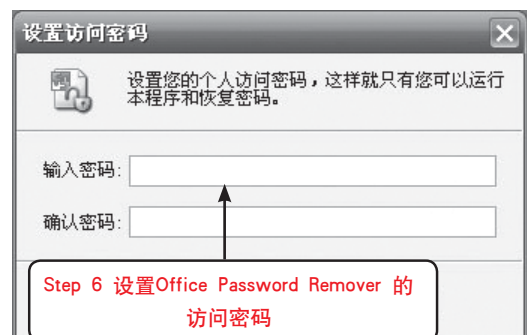 设置访问密码
设置您的个人访问密码，这样就只有您可以运行
本程序和恢复密码。
输入密码:
确认密码:
Step 6 设置Office Password Remover 的
访问密码